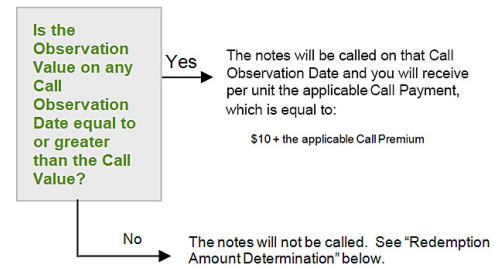 Is the
Observation
Value on any
Call
Observation
Date equal to
or greater
than the Call
Value?
Yes
The notes will be called on that Call
Observation Date and you will receive
per unit the applicable Call Payment,
which is equal to:
$10 + the applicable Call Premium
No
The notes will not be called. See “Redemption
Amount Determination” below.